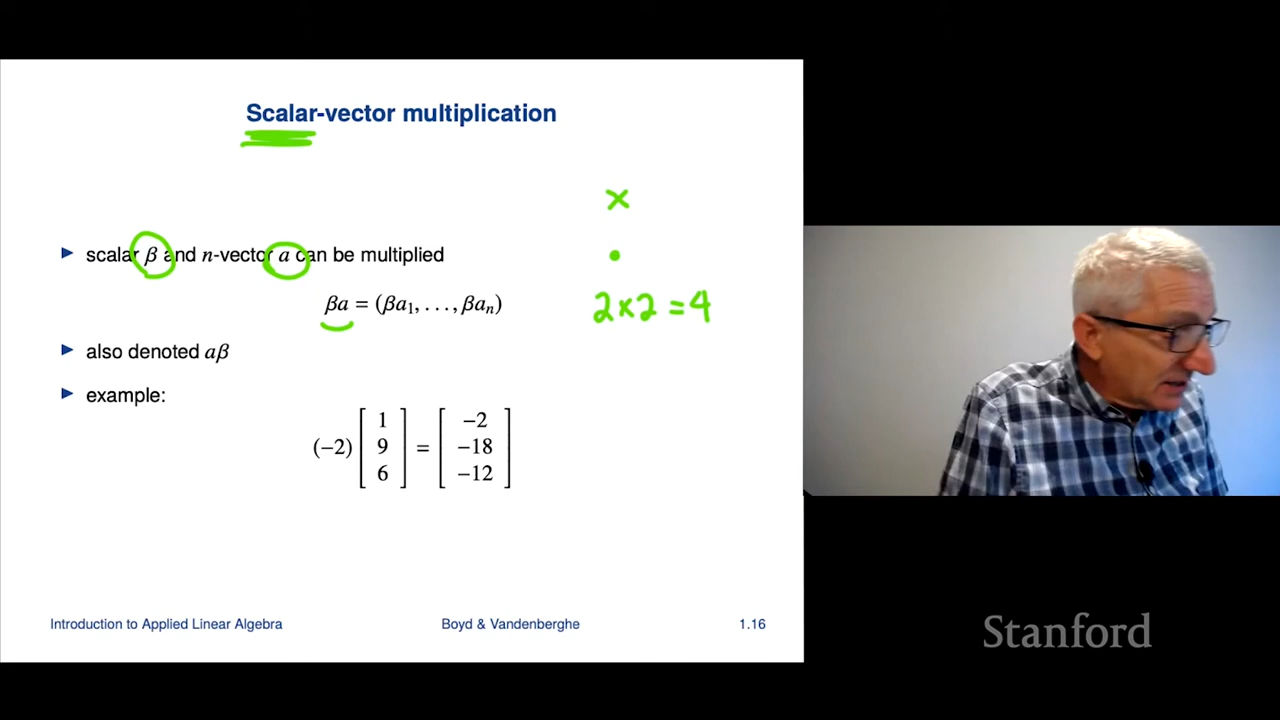 Scalar-vector multiplication
×
▶ scalar β and n-vector a can be multiplied
•
βa = (βa₁, . . . , βaₙ)
2×2 = 4
▶ also denoted aβ
▶ example:
(−2) [ 1 9 6 ] = [ −2 −18 −12 ]
Introduction to Applied Linear Algebra Boyd & Vandenberghe 1.16
Stanford